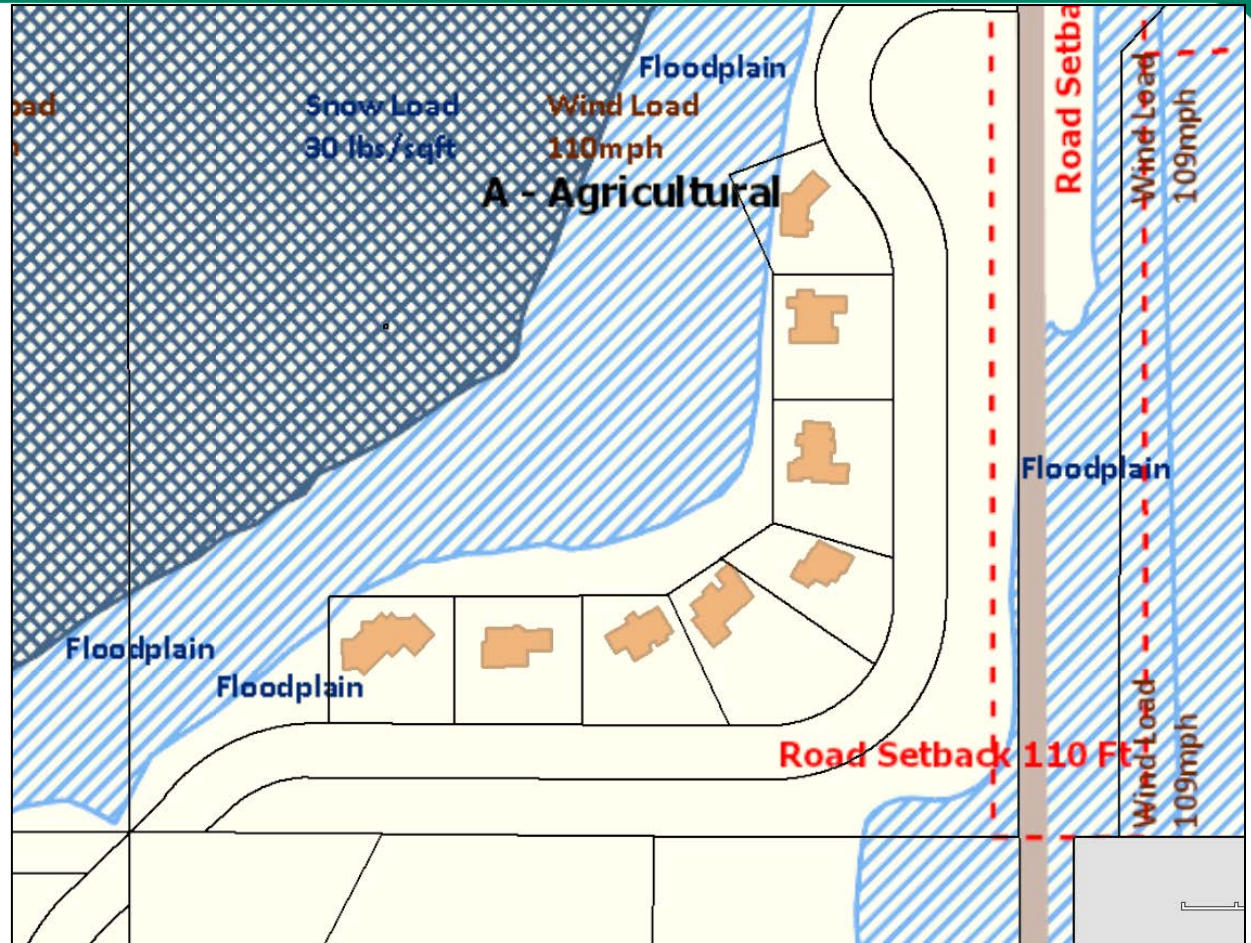 Floodplain
Road Setba
Wind Load
109mph
oad
Snow Load
30 lbs/sqft
Wind Load
110mph
A - Agricultural
Floodplain
Floodplain
Floodplain
Road Setback 110 Ft
Wind Load
109mph